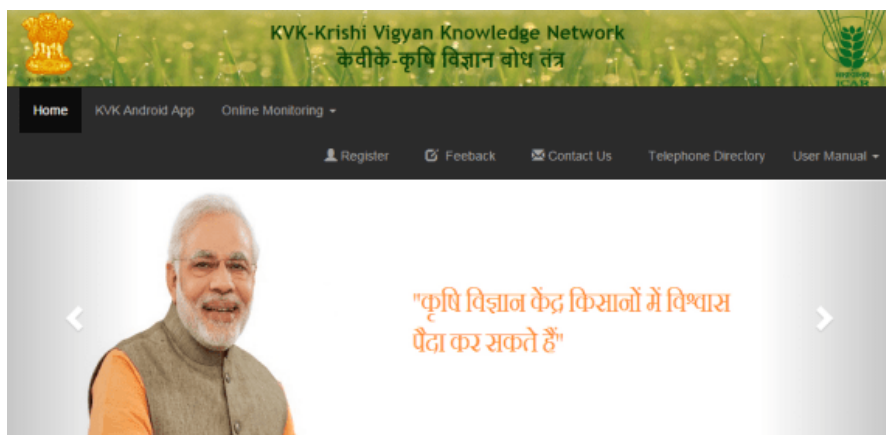 KVK-Krishi Vigyan Knowledge Network
केवीके-कृषि विज्ञान बोध तंत्र
ICAR
Home KVK Android App Online Monitoring
Register Feeback Contact Us Telephone Directory User Manual
"कृषि विज्ञान केंद्र किसानों में विश्वास
पैदा कर सकते हैं"